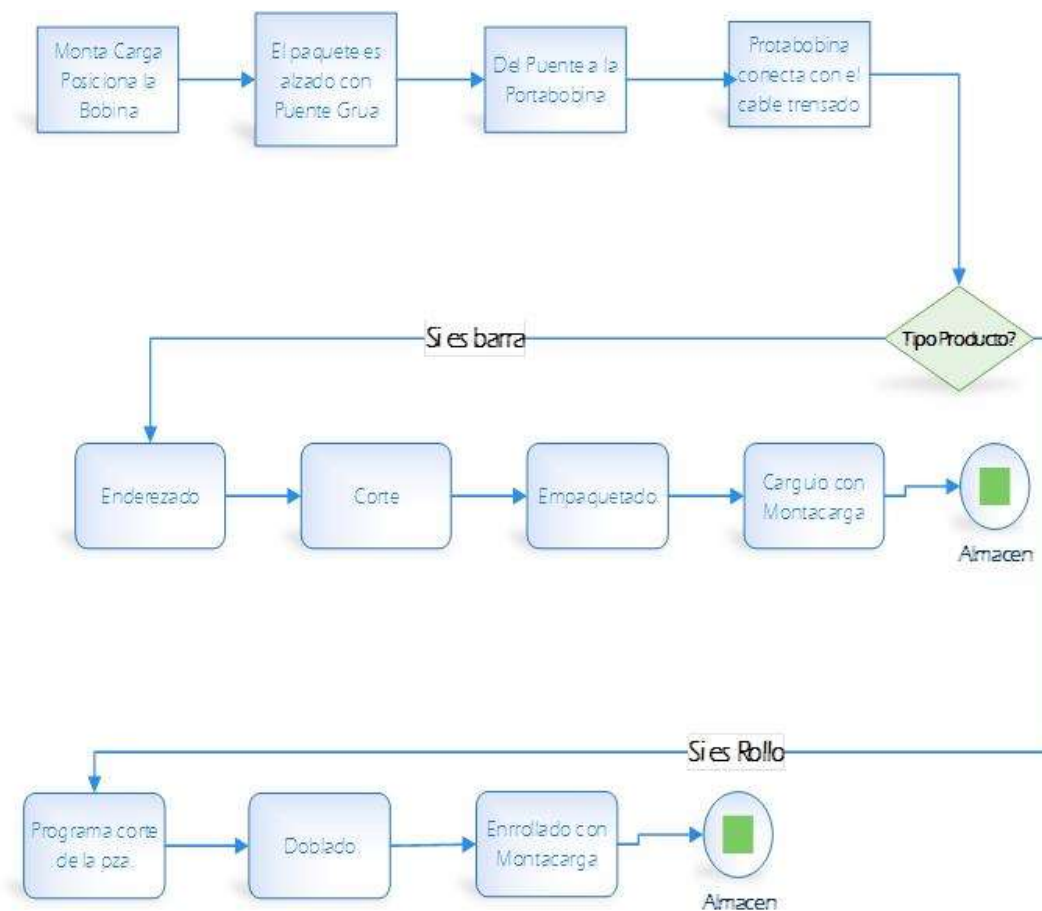 Monta Carga
Posiciona la
Bobina
El paquete es
alzado con
Puente Grua
Del Puente a la
Portabobina
Protabobina
conecta con el
cable trensado
Tipo Producto?
Si es barra
Enderezado
Corte
Empaquetado.
Carguio con
Montacarga
Almacen
Si es Rollo
Programa corte
de la pza.
Doblado
Enrrollado con
Montacarga
Almacen